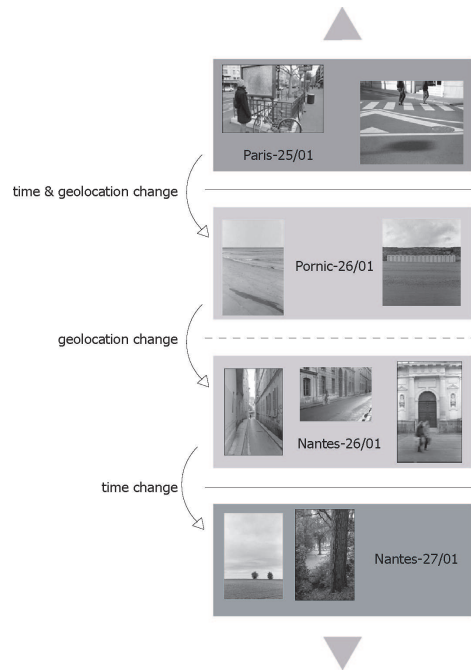 Paris-25/01
time & geolocation change
Pornic-26/01
geolocation change
Nantes-26/01
time change
Nantes-27/01